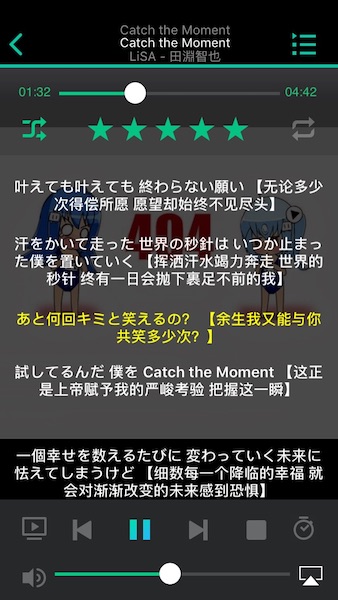 Catch the Moment
Catch the Moment
LiSA - 田淵智也
01:32
04:42
叶えても叶えても 終わらない願い 【无论多少
次得偿所愿 愿望却始终不见尽头】
404
汗をかいて走った 世界の秒針は いつか止まっ
た僕を置いていく 【挥洒汗水竭力奔走 世界的
秒针 终有一日会抛下裹足不前的我】
あと何回キミと笑えるの？ 【余生我又能与你
共笑多少次？】
試してるんだ 僕を Catch the Moment 【这正
是上帝赋予我的严峻考验 把握这一瞬】
一個幸せを数えるたびに 変わっていく未来に
怯えてしまうけど 【细数每一个降临的幸福 就
会对渐渐改变的未来感到恐惧】